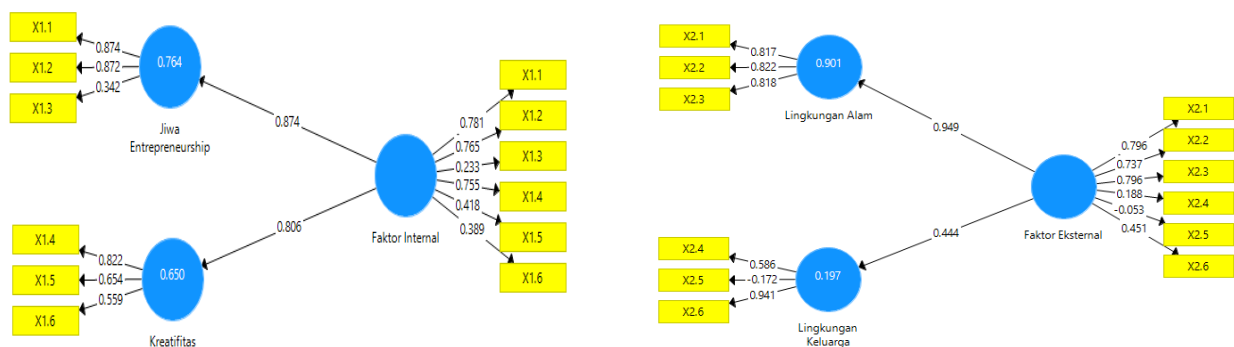 X1.1
0.874
X1.2
0.872
X1.3
0.342
0.764
Jiwa
Entrepreneurship
0.874
X1.4
0.822
X1.5
0.654
X1.6
0.559
0.650
Kreatifitas
0.806
Faktor Internal
0.781
X1.1
0.765
X1.2
0.233
X1.3
0.755
X1.4
0.418
X1.5
0.389
X1.6
X2.1
0.817
X2.2
0.822
X2.3
0.818
0.901
Lingkungan Alam
0.949
X2.4
0.586
X2.5
-0.172
X2.6
0.941
0.197
Lingkungan
Keluarga
0.444
Faktor Eksternal
0.796
X2.1
0.737
X2.2
0.796
X2.3
0.188
X2.4
-0.053
X2.5
0.451
X2.6